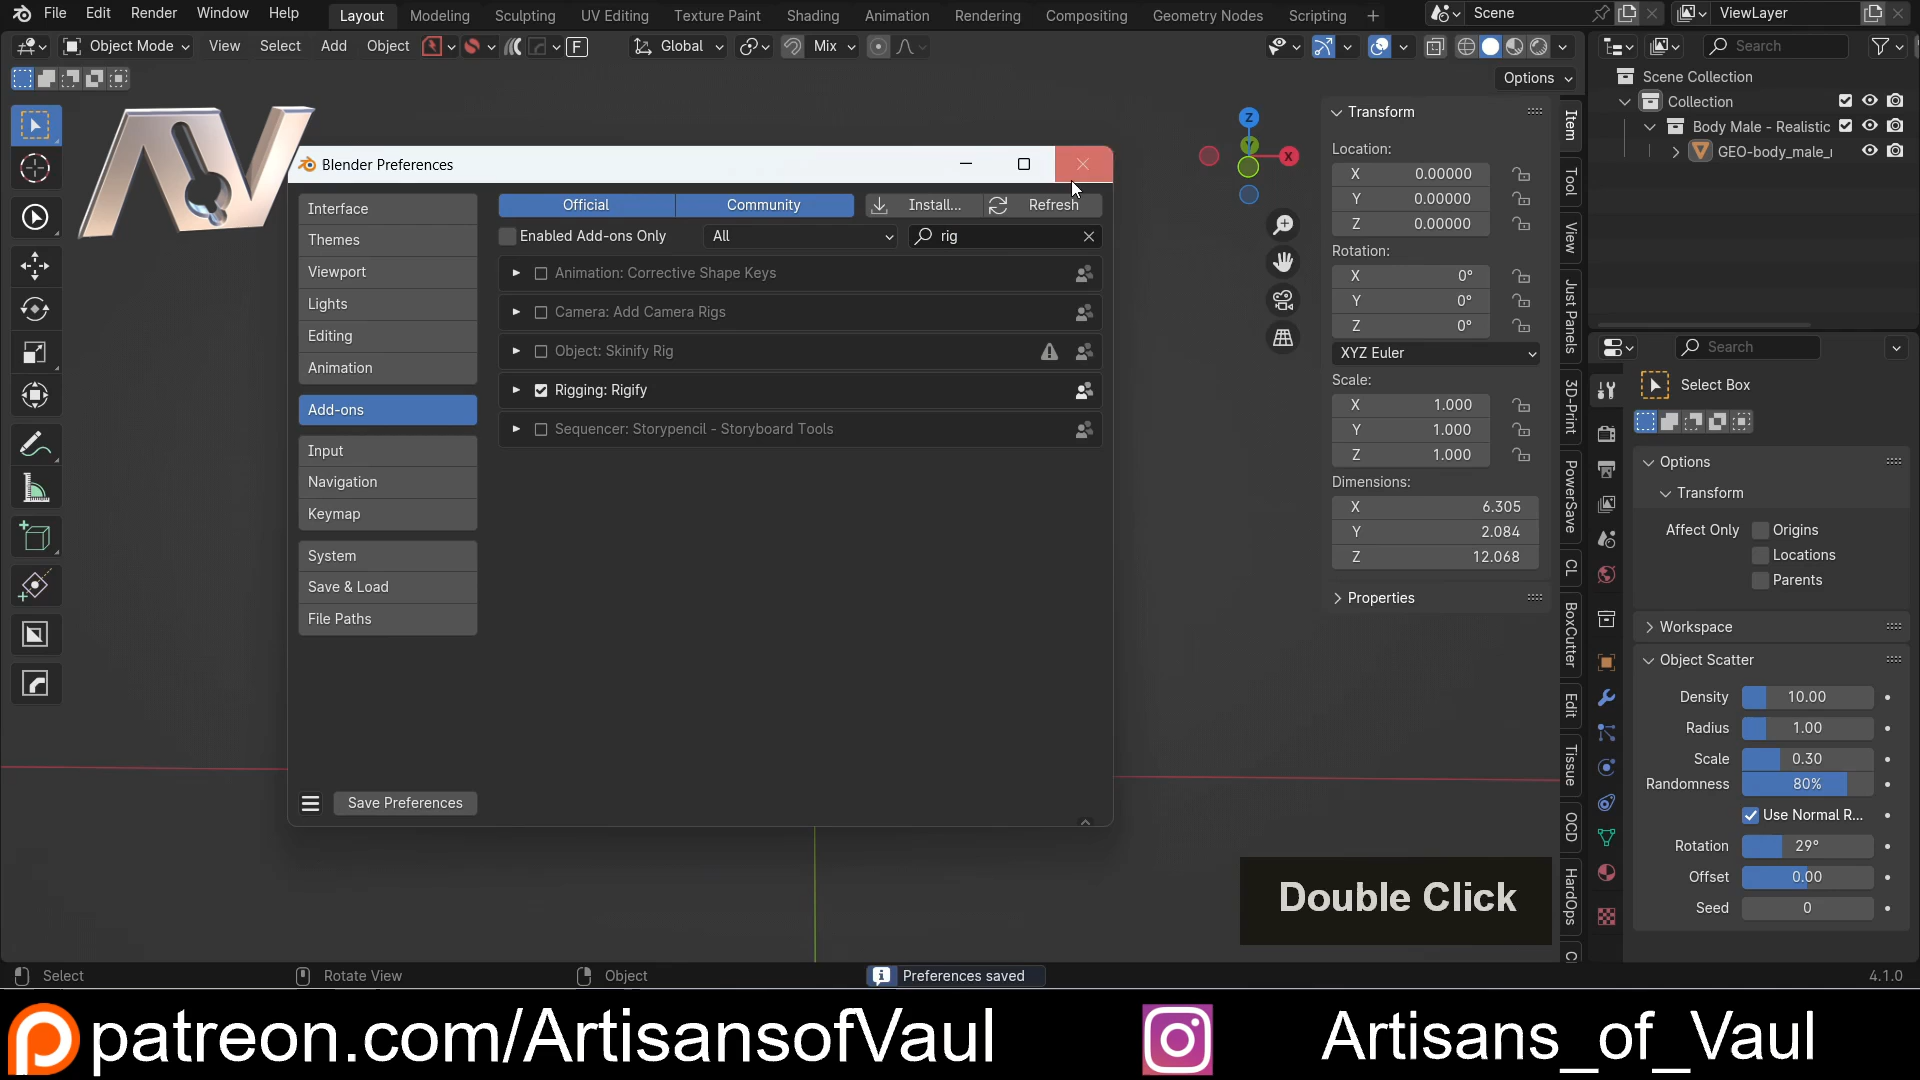 File Edit Render Window Help Layout Modeling Sculpting UV Editing Texture Paint Shading Animation Rendering Compositing Geometry Nodes Scripting + Scene ViewLayer
Object Mode View Select Add Object F Global Mix Search
Options
Scene Collection
Collection
Body Male - Realistic
GEO-body_male_
AV
Z
X
Blender Preferences
Interface
Themes
Viewport
Lights
Editing
Animation
Add-ons
Input
Navigation
Keymap
System
Save & Load
File Paths
Save Preferences
Official Community Install... Refresh
Enabled Add-ons Only All rig
Animation: Corrective Shape Keys
Camera: Add Camera Rigs
Object: Skinify Rig
Rigging: Rigify
Sequencer: Storypencil - Storyboard Tools
Transform
Location:
X 0.00000
Y 0.00000
Z 0.00000
Rotation:
X 0°
Y 0°
Z 0°
XYZ Euler
Scale:
X 1.000
Y 1.000
Z 1.000
Dimensions:
X 6.305
Y 2.084
Z 12.068
Properties
Item
Tool
View
Just Panels
3D-Print
PowerSave
CL
BoxCutter
Edit
Tissue
OCD
HardOps
Search
Select Box
Options
Transform
Affect Only Origins
Locations
Parents
Workspace
Object Scatter
Density 10.00
Radius 1.00
Scale 0.30
Randomness 80%
Use Normal R...
Rotation 29°
Offset 0.00
Seed 0
Double Click
Select Rotate View Object Preferences saved 4.1.0
patreon.com/ArtisansofVaul Artisans_of_Vaul